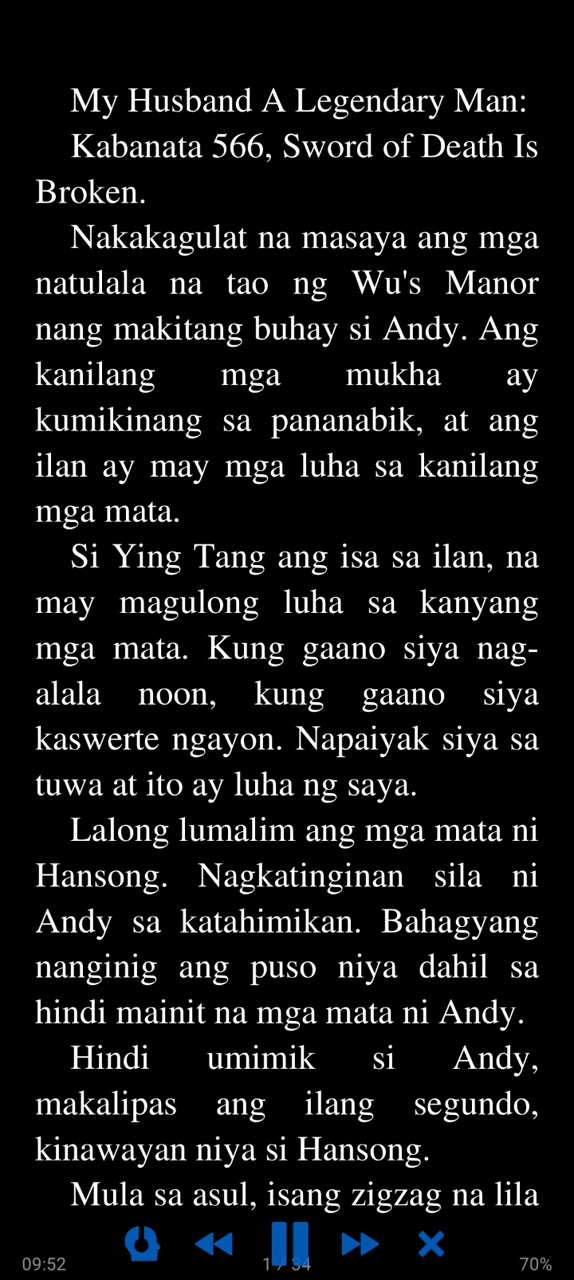 My Husband A Legendary Man:
Kabanata 566, Sword of Death Is
Broken.
Nakakagulat na masaya ang mga
natulala na tao ng Wu's Manor
nang makitang buhay si Andy. Ang
kanilang mga mukha ay
kumikinang sa pananabik, at ang
ilan ay may mga luha sa kanilang
mga mata.
Si Ying Tang ang isa sa ilan, na
may magulong luha sa kanyang
mga mata. Kung gaano siya nag-
alala noon, kung gaano siya
kaswerte ngayon. Napaiyak siya sa
tuwa at ito ay luha ng saya.
Lalong lumalim ang mga mata ni
Hansong. Nagkatinginan sila ni
Andy sa katahimikan. Bahagyang
nanginig ang puso niya dahil sa
hindi mainit na mga mata ni Andy.
Hindi umimik si Andy,
makalipas ang ilang segundo,
kinawayan niya si Hansong.
Mula sa asul, isang zigzag na lila
09:52 1 / 34 70%